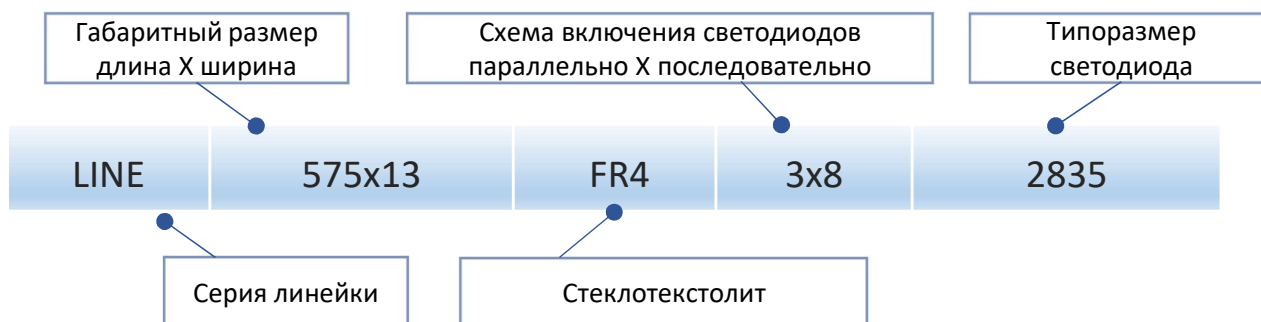 Габаритный размер
длина X ширина
Схема включения светодиодов
параллельно X последовательно
Типоразмер
светодиода
LINE 575x13 FR4 3x8 2835
Серия линейки
Стеклотекстолит